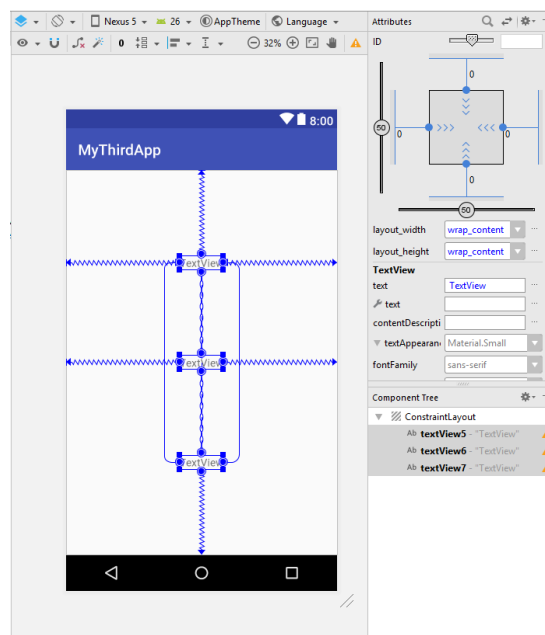 Nexus 5 26 AppTheme Language
Attributes
0 32%
ID
8:00
MyThirdApp
0
50
0 0
0
50
layout_width wrap_content
layout_height wrap_content
TextView
text TextView
text
contentDescripti
textAppearan Material.Small
fontFamily sans-serif
TextView
TextView
TextView
Component Tree
ConstraintLayout
Ab textView5 - "TextView"
Ab textView6 - "TextView"
Ab textView7 - "TextView"